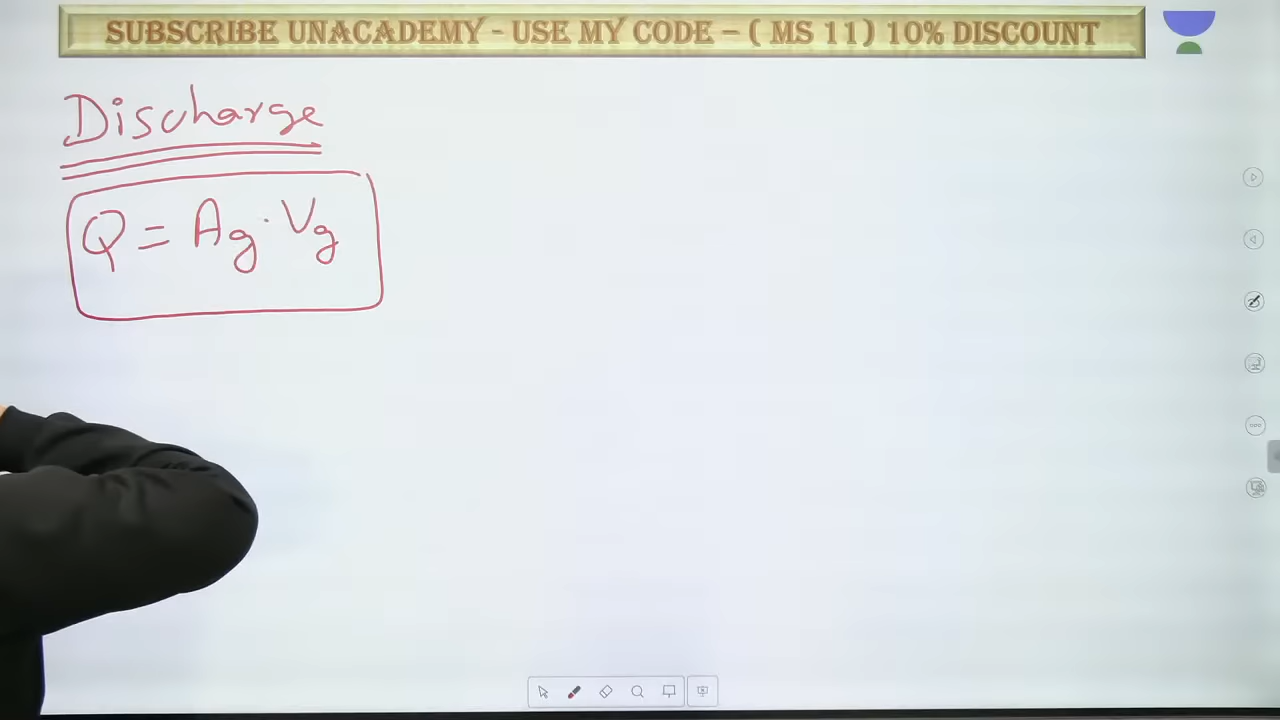 SUBSCRIBE UNACADEMY - USE MY CODE - ( MS 11) 10% DISCOUNT
Discharge
Q = Ag . Vg